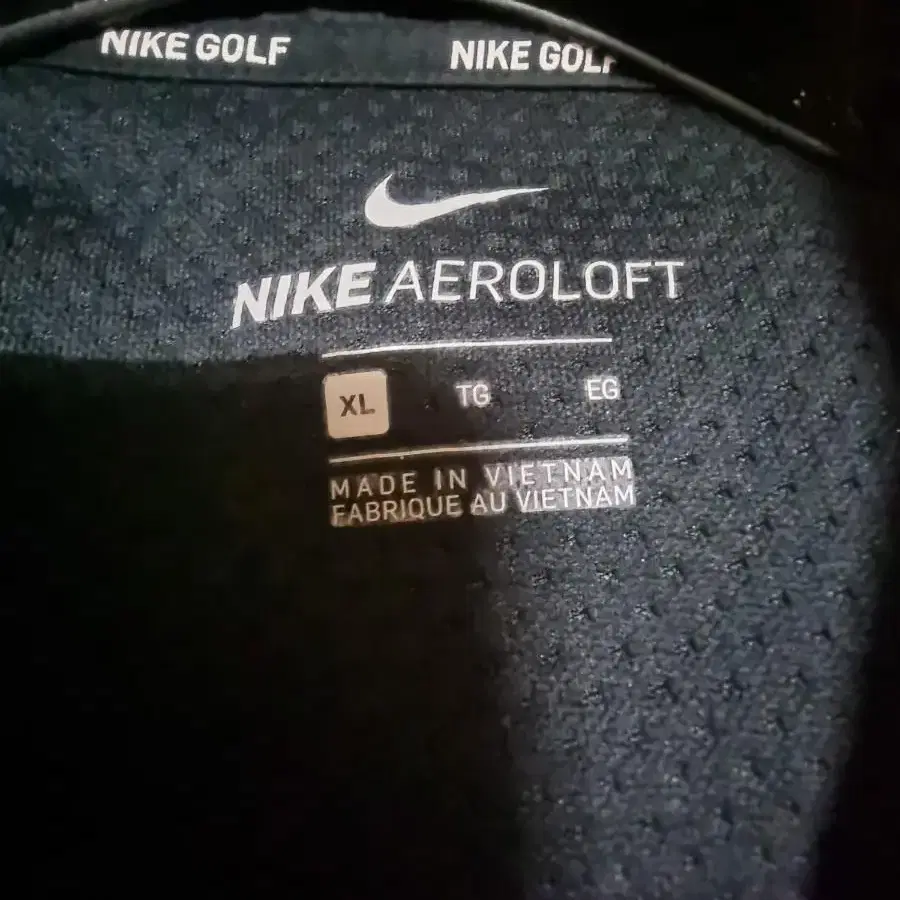 NIKE GOLF NIKE GOLF
NIKE AEROLOFT
XL TG EG
MADE IN VIETNAM
FABRIQUE AU VIETNAM